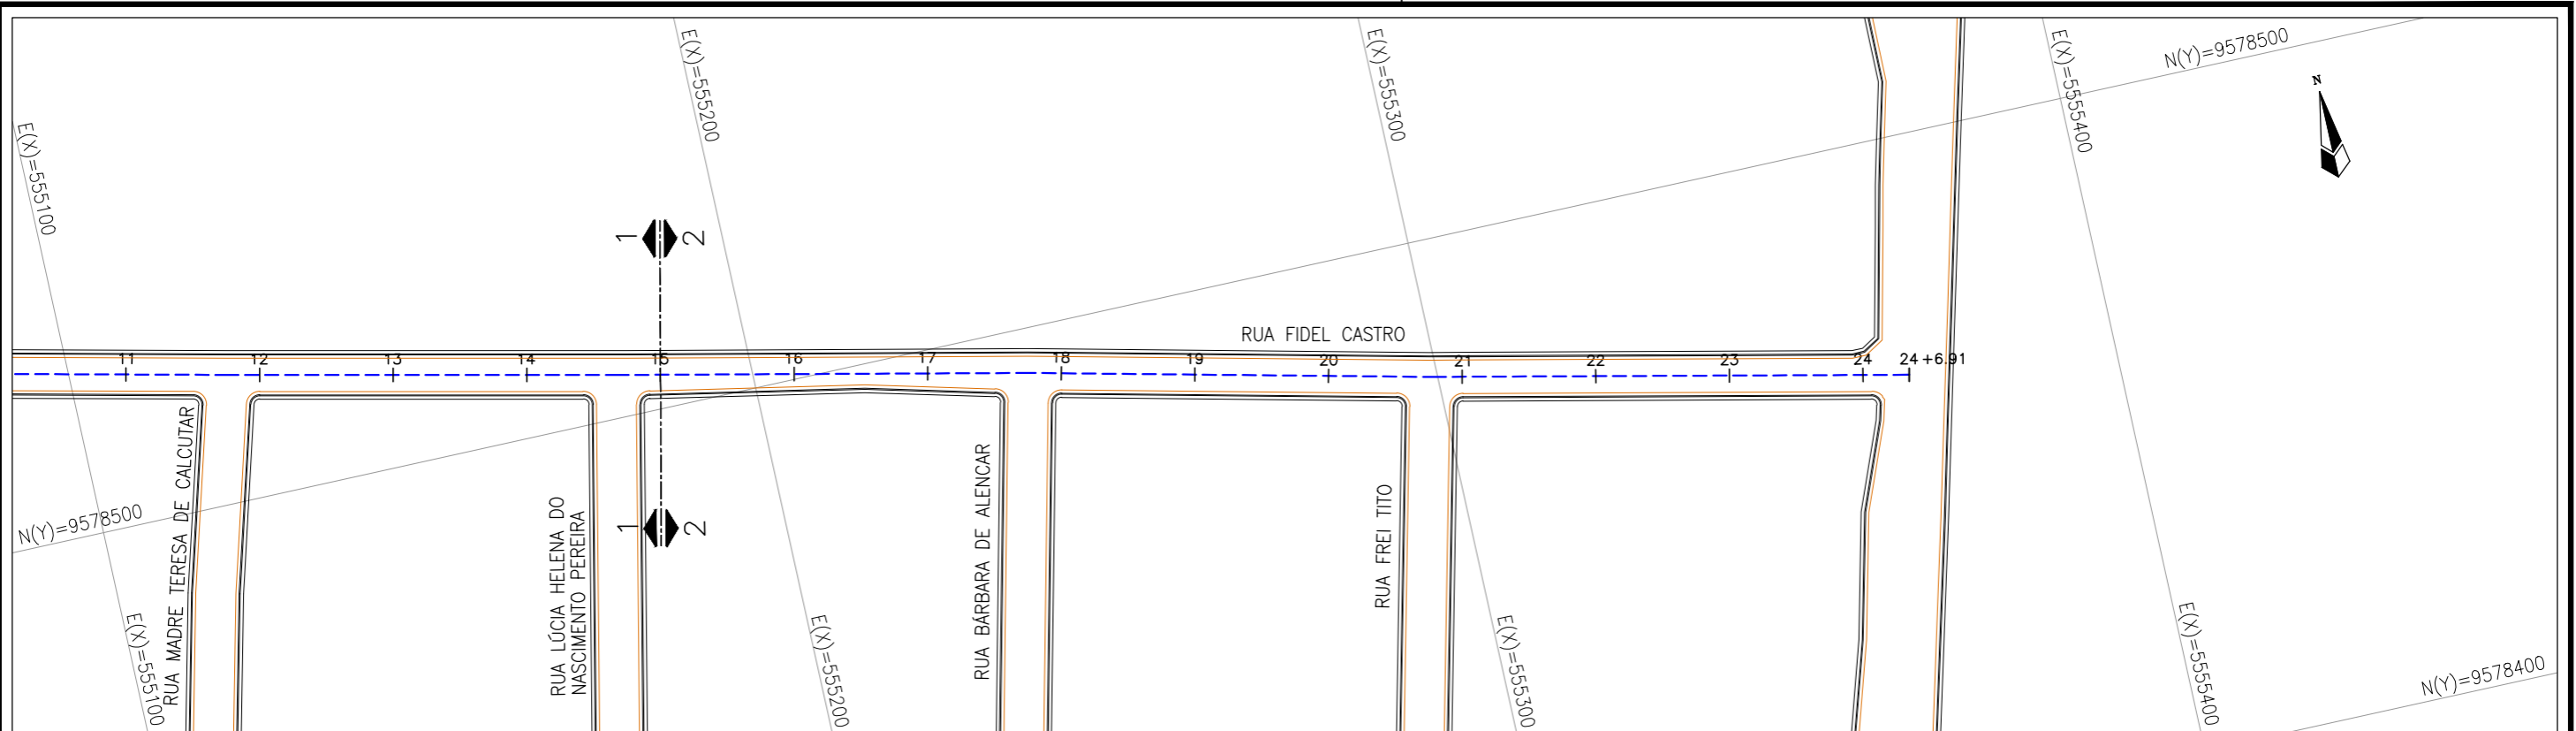 E(X)=555100
E(X)=555200
E(X)=555300
E(X)=555400
N(Y)=9578500
N
1
2
RUA FIDEL CASTRO
11
12
13
14
15
16
17
18
19
20
21
22
23
24
24 +6.91
N(Y)=9578500
RUA MADRE TERESA DE CALCUTAR
RUA LÚCIA HELENA DO
NASCIMENTO PEREIRA
1
2
RUA BÁRBARA DE ALENCAR
RUA FREI TITO
E(X)=555100
E(X)=555200
E(X)=555300
E(X)=555400
N(Y)=9578400